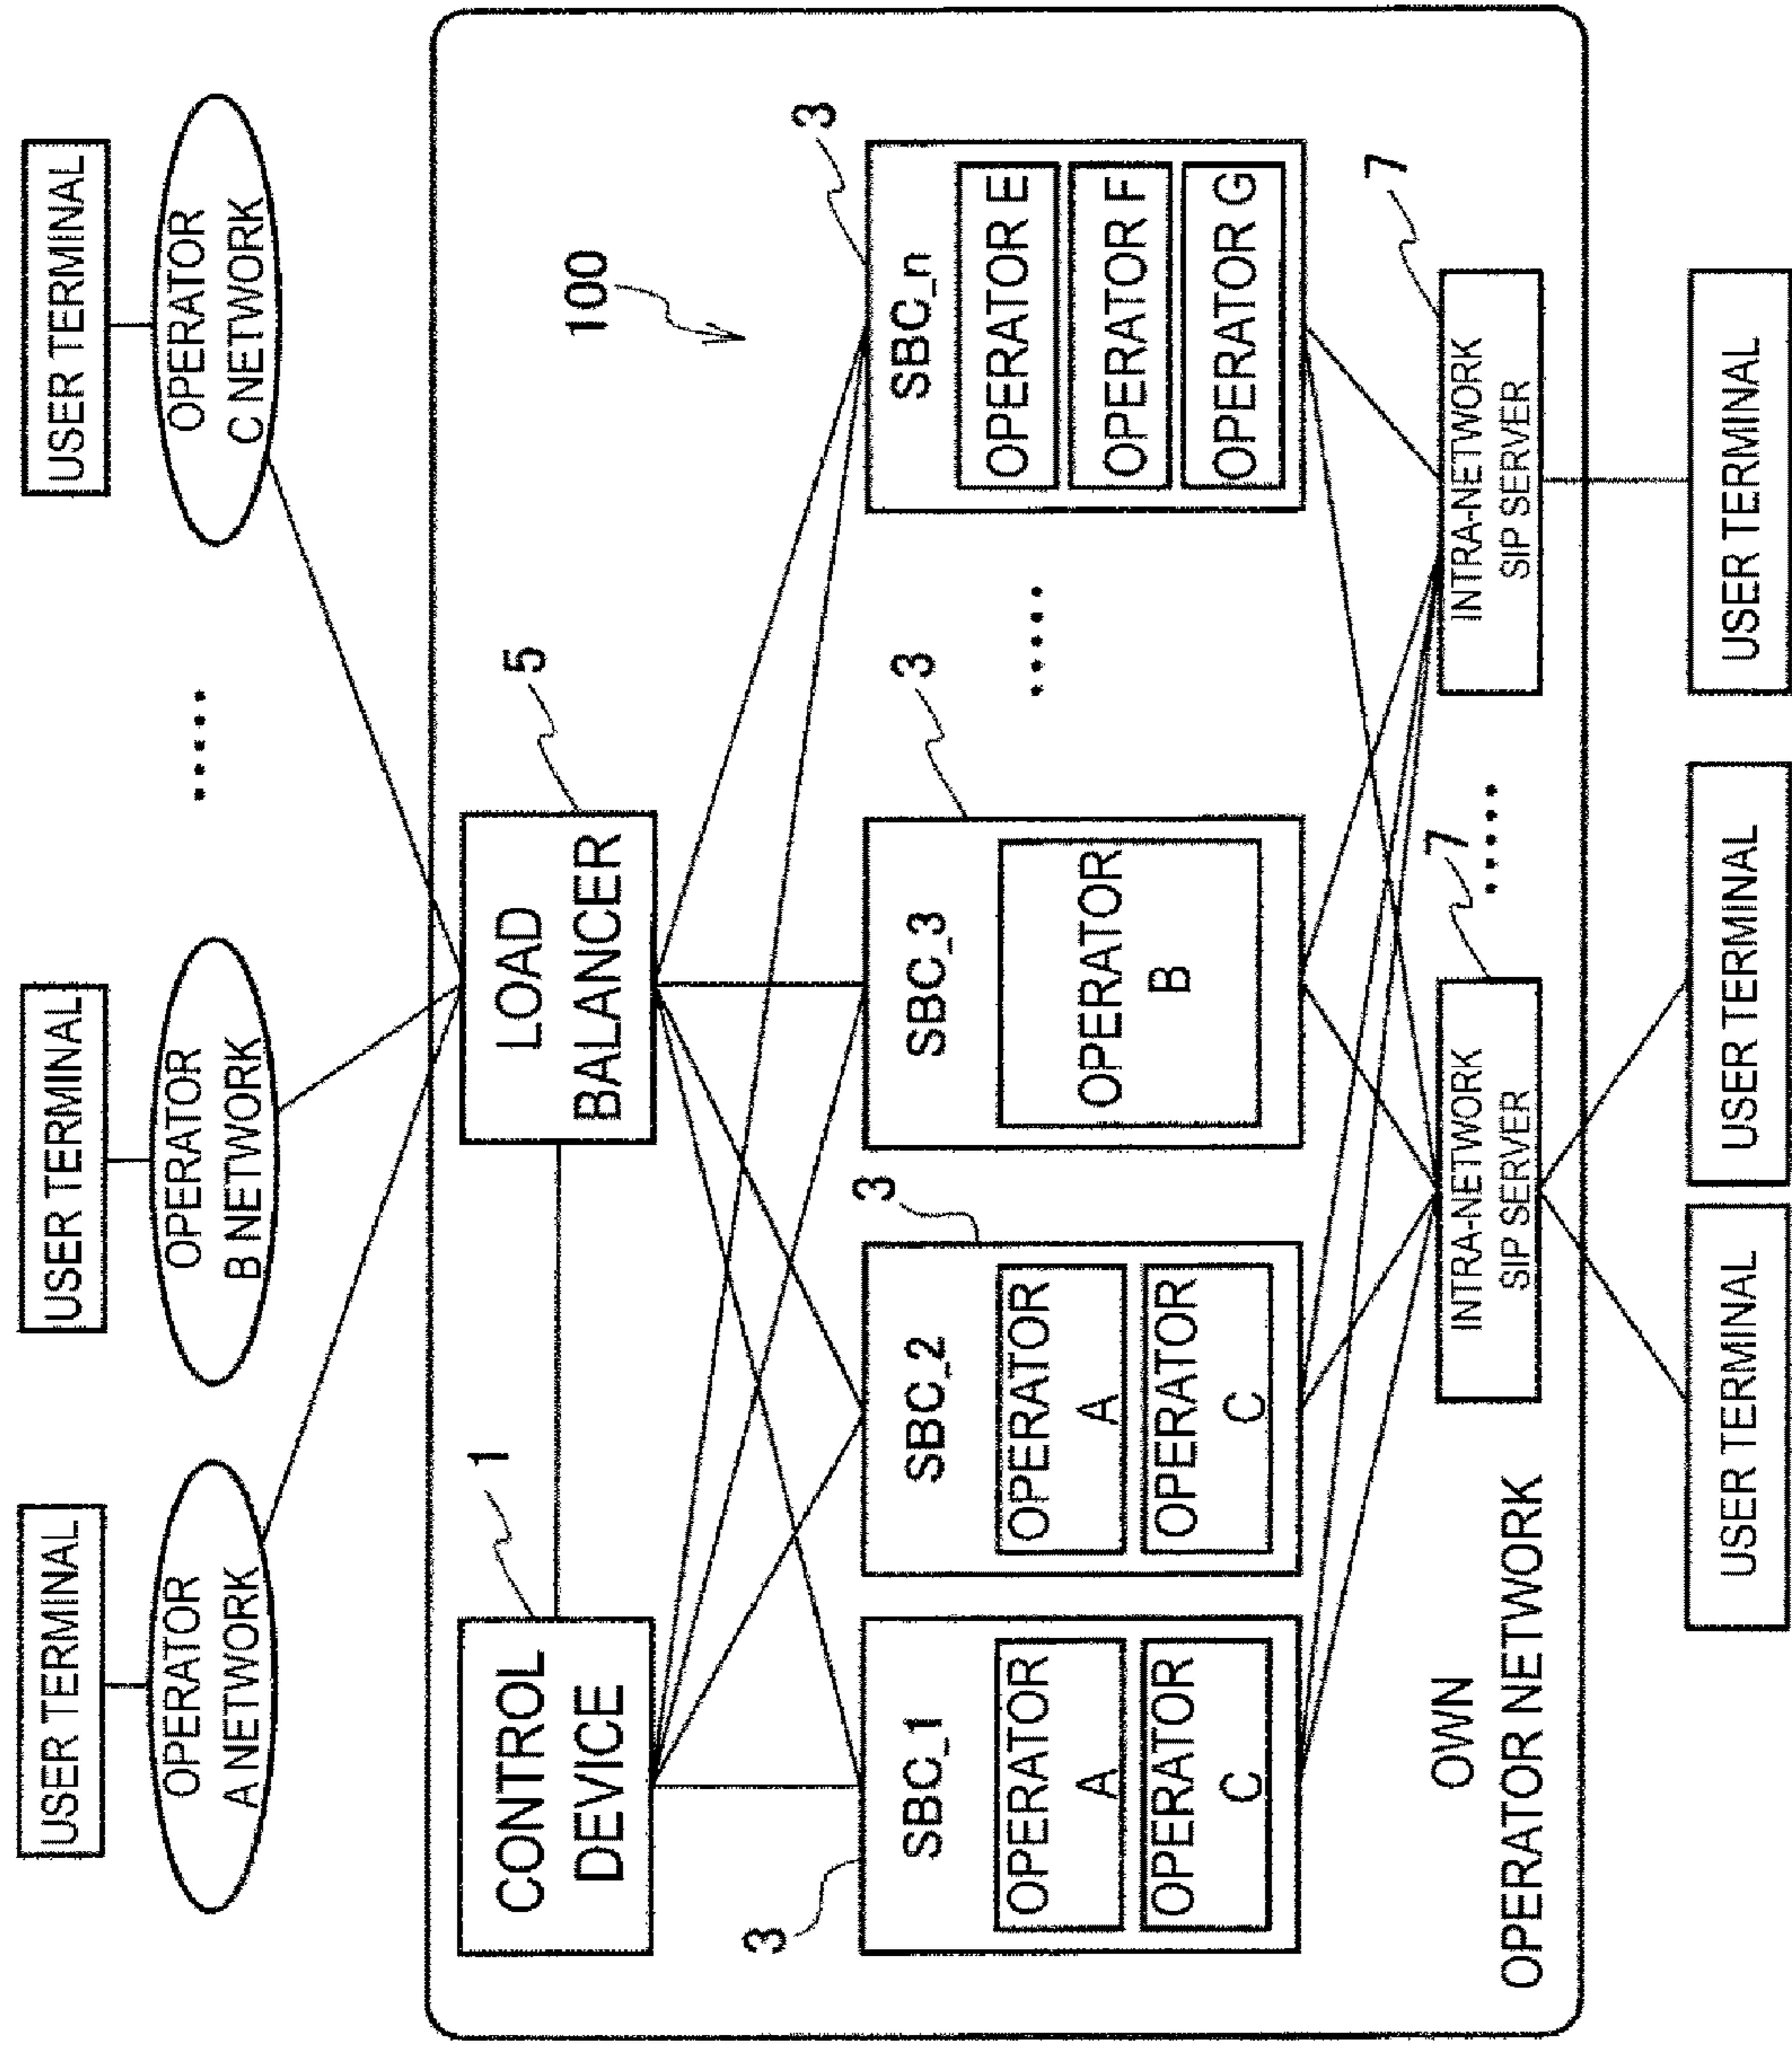 USER TERMINAL
USER TERMINAL
USER TERMINAL
OPERATOR
A NETWORK
OPERATOR
B NETWORK
.....
OPERATOR
C NETWORK
CONTROL
DEVICE
1
LOAD
BALANCER
5
100
SBC_1
OPERATOR
A
OPERATOR
C
3
SBC_2
OPERATOR
A
OPERATOR
C
3
SBC_3
OPERATOR
B
3
.....
SBC_n
OPERATOR E
OPERATOR F
OPERATOR G
3
OWN
OPERATOR NETWORK
INTRA-NETWORK
SIP SERVER
7
.....
INTRA-NETWORK
SIP SERVER
7
USER TERMINAL
USER TERMINAL
USER TERMINAL